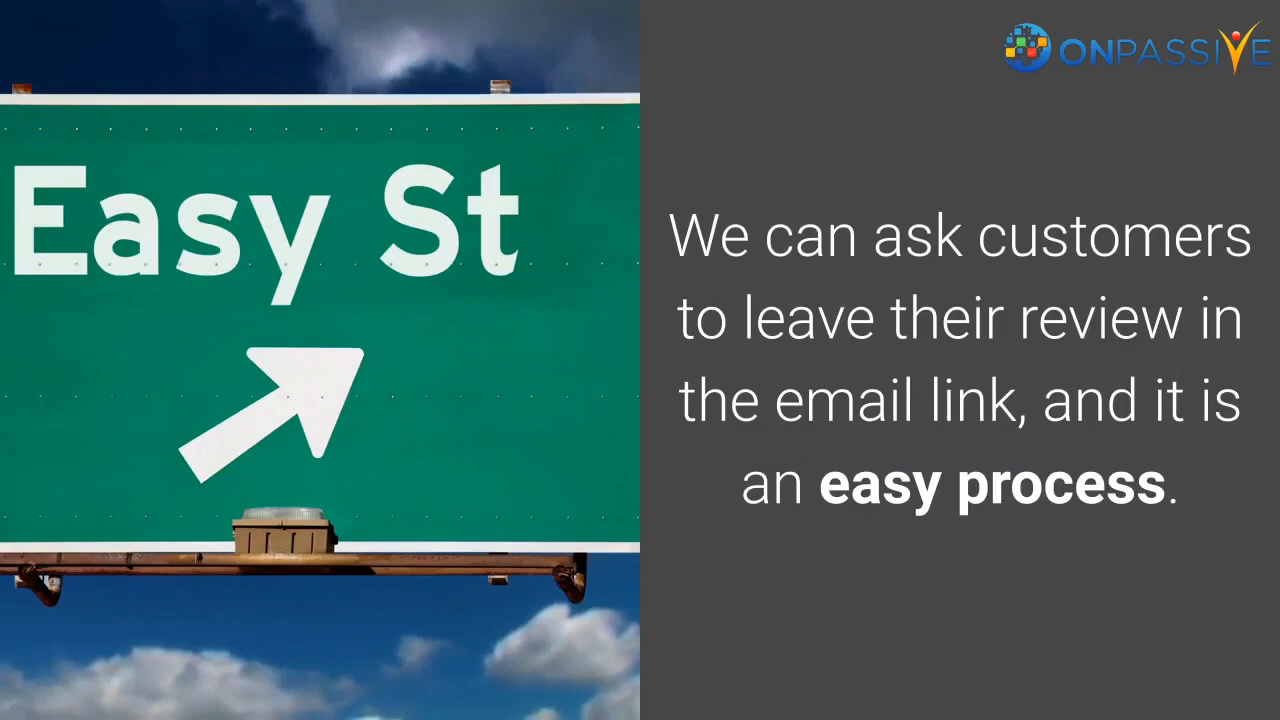 Easy St
ONPASSIVE
We can ask customers
to leave their review in
the email link, and it is
an easy process.